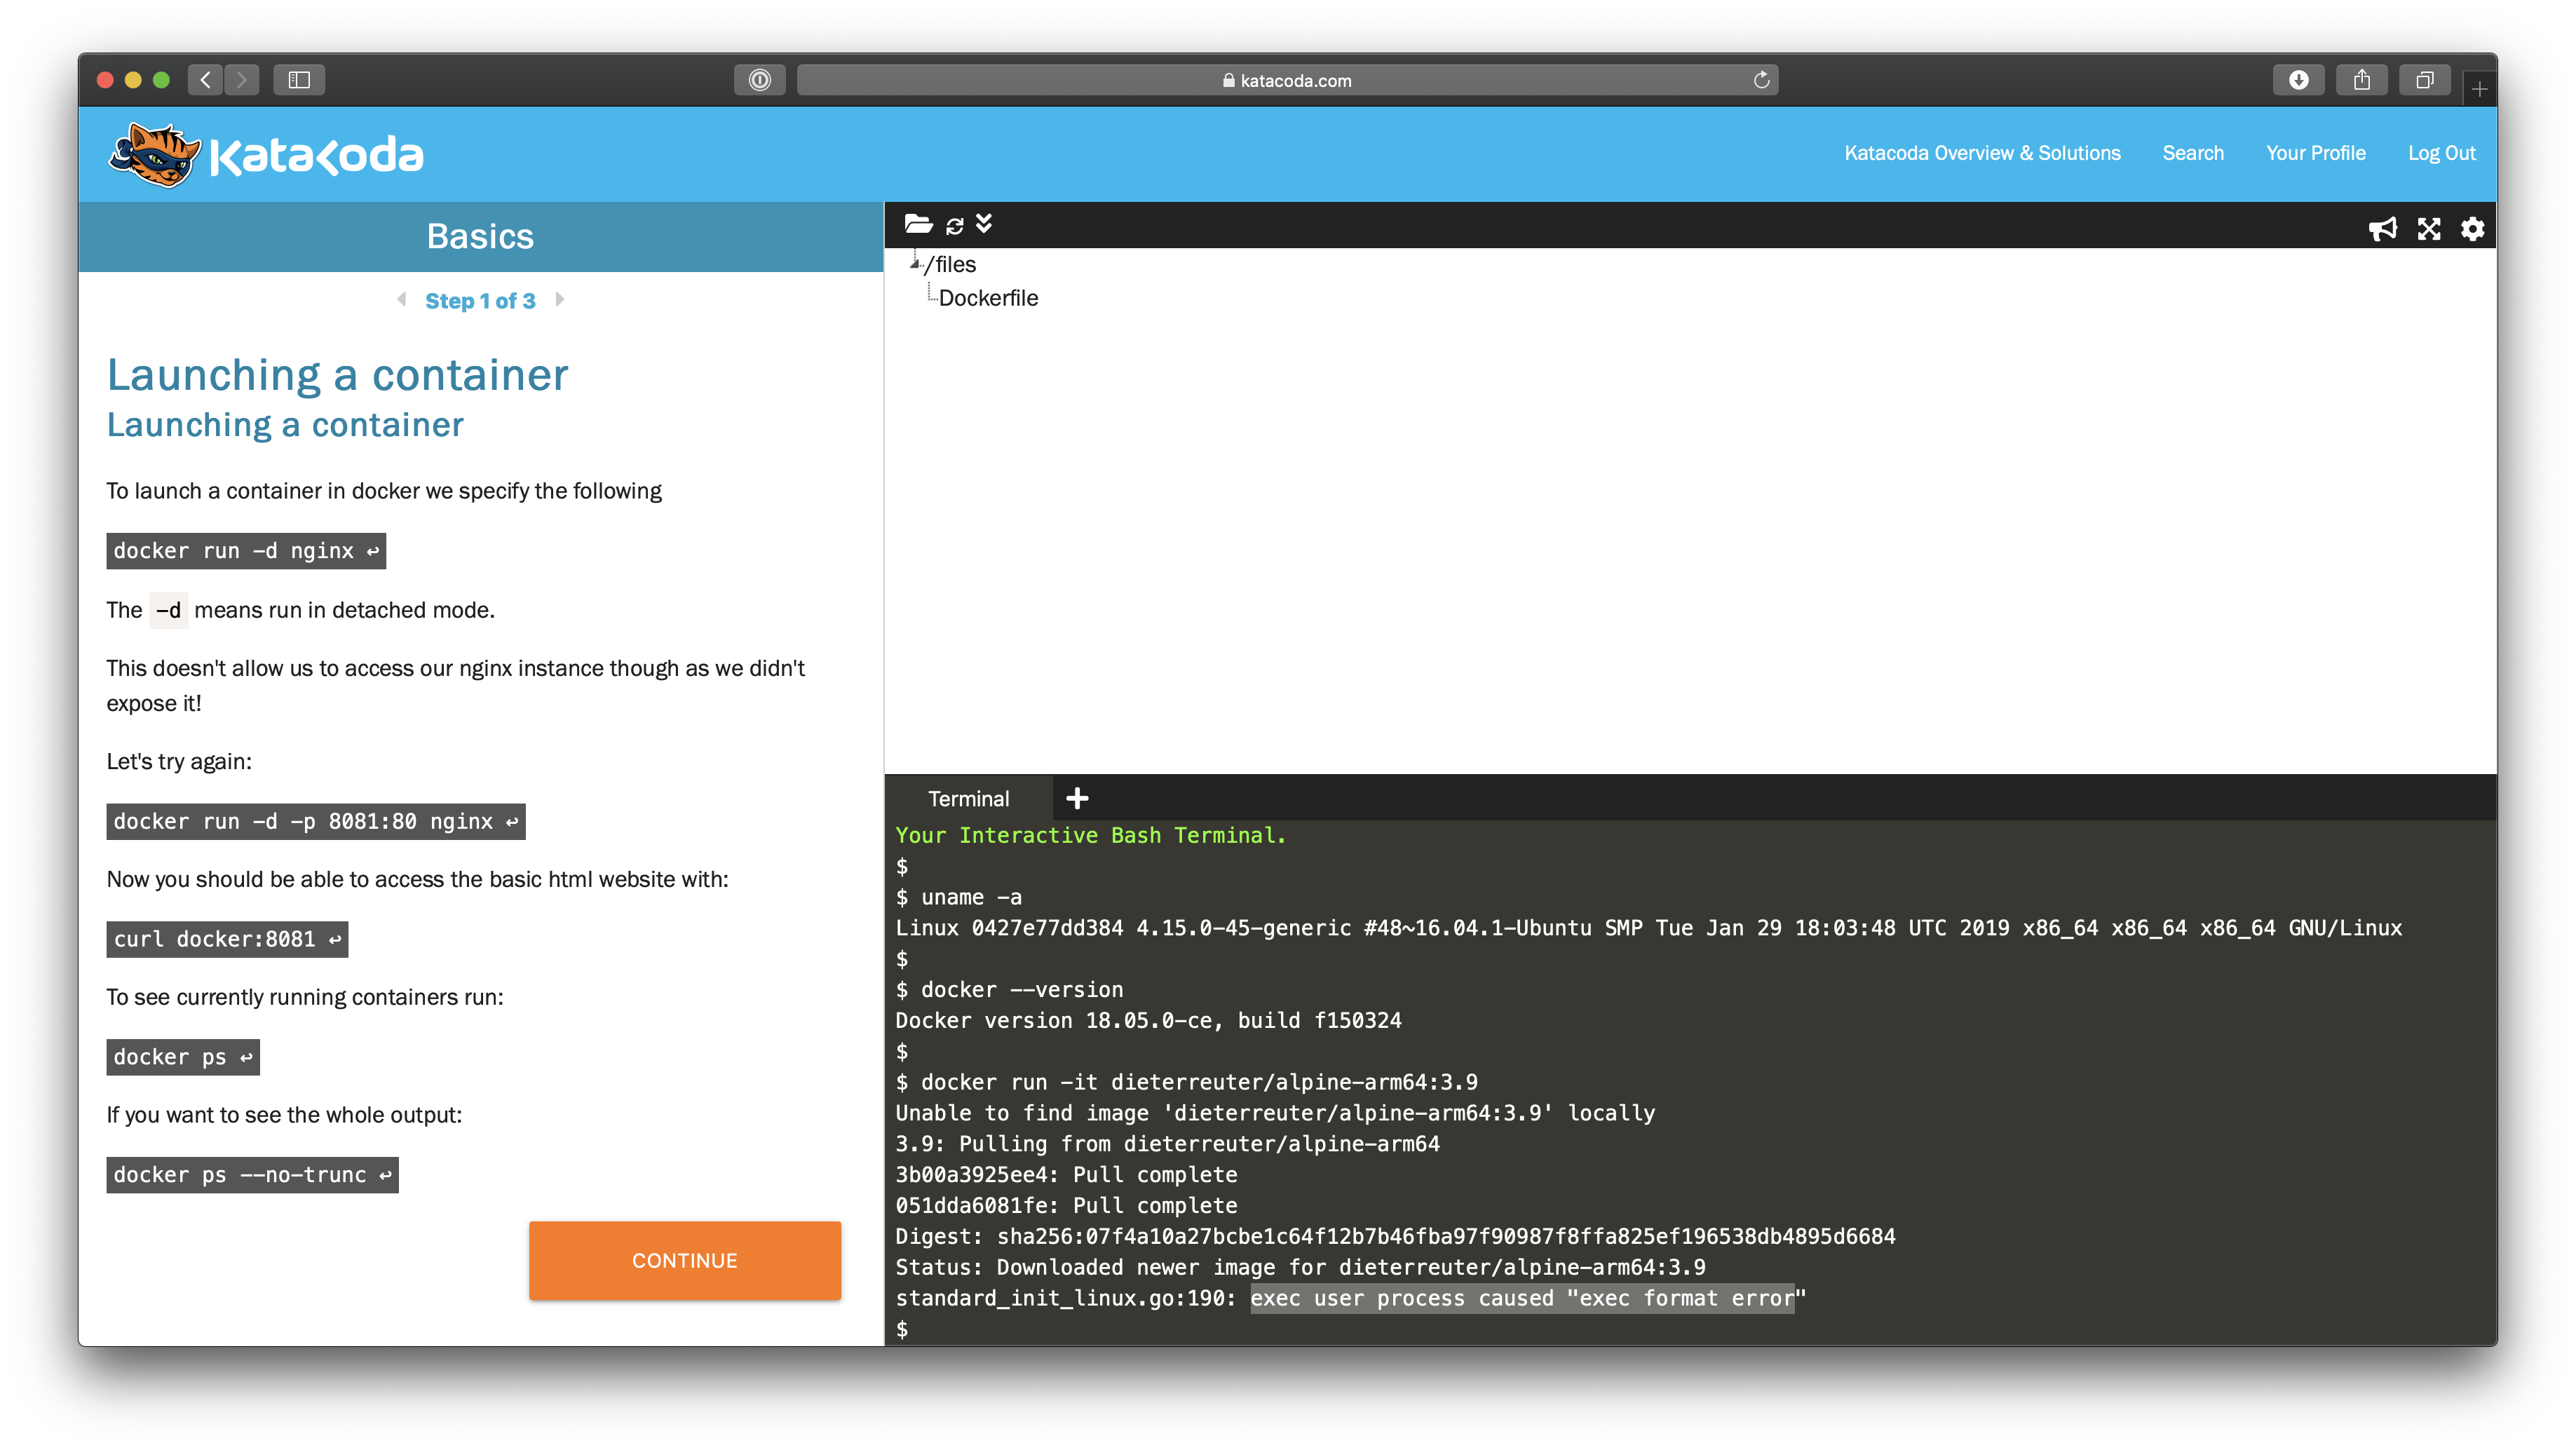 katacoda.com
Katacoda
Katacoda Overview & Solutions
Search
Your Profile
Log Out
Basics
Step 1 of 3
Launching a container
Launching a container
To launch a container in docker we specify the following
docker run -d nginx ↩
The -d means run in detached mode.
This doesn't allow us to access our nginx instance though as we didn't
expose it!
Let's try again:
docker run -d -p 8081:80 nginx ↩
Now you should be able to access the basic html website with:
curl docker:8081 ↩
To see currently running containers run:
docker ps ↩
If you want to see the whole output:
docker ps --no-trunc ↩
CONTINUE
/files
Dockerfile
Terminal
Your Interactive Bash Terminal.
$
$ uname -a
Linux 0427e77dd384 4.15.0-45-generic #48~16.04.1-Ubuntu SMP Tue Jan 29 18:03:48 UTC 2019 x86_64 x86_64 x86_64 GNU/Linux
$
$ docker --version
Docker version 18.05.0-ce, build f150324
$
$ docker run -it dieterreuter/alpine-arm64:3.9
Unable to find image 'dieterreuter/alpine-arm64:3.9' locally
3.9: Pulling from dieterreuter/alpine-arm64
3b00a3925ee4: Pull complete
051dda6081fe: Pull complete
Digest: sha256:07f4a10a27bcbe1c64f12b7b46fba97f90987f8ffa825ef196538db4895d6684
Status: Downloaded newer image for dieterreuter/alpine-arm64:3.9
standard_init_linux.go:190: exec user process caused "exec format error"
$